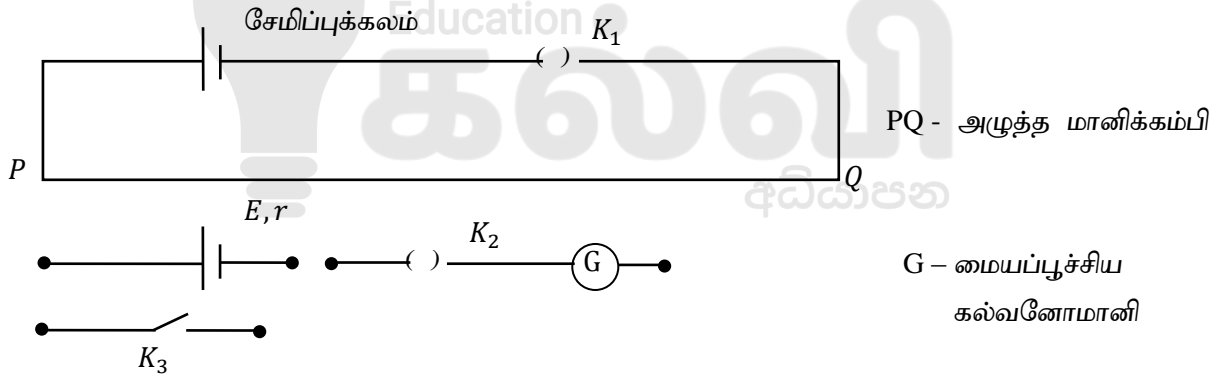 Education
கல்வி
අධ්‍යාපන
சேமிப்புக்கலம்
K₁
PQ - அழுத்த மானிக்கம்பி
P
Q
E, r
K₂
G
G – மையப்பூச்சிய
கல்வனோமானி
K₃